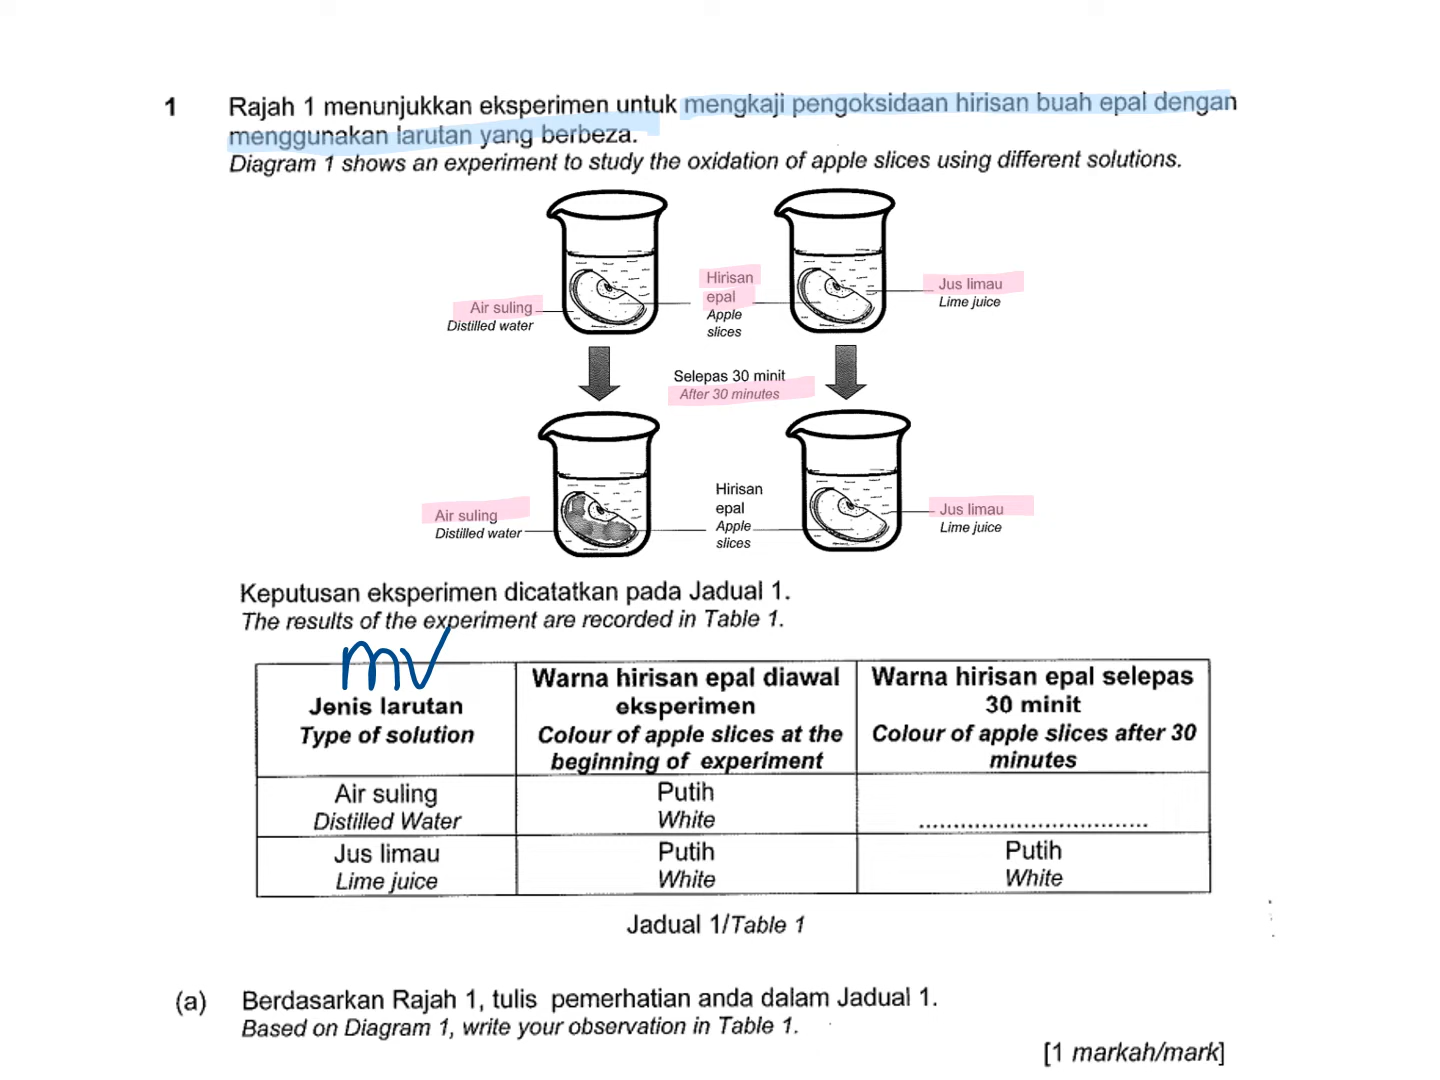 1 Rajah 1 menunjukkan eksperimen untuk mengkaji pengoksidaan hirisan buah epal dengan
menggunakan larutan yang berbeza.
Diagram 1 shows an experiment to study the oxidation of apple slices using different solutions.
Air suling
Distilled water
Hirisan
epal
Apple
slices
Jus limau
Lime juice
Selepas 30 minit
After 30 minutes
Air suling
Distilled water
Hirisan
epal
Apple
slices
Jus limau
Lime juice
Keputusan eksperimen dicatatkan pada Jadual 1.
The results of the experiment are recorded in Table 1.
mv
Jenis larutan
Type of solution
Warna hirisan epal diawal
eksperimen
Colour of apple slices at the
beginning of experiment
Warna hirisan epal selepas
30 minit
Colour of apple slices after 30
minutes
Air suling
Distilled Water
Putih
White
................................
Jus limau
Lime juice
Putih
White
Putih
White
Jadual 1/Table 1
(a) Berdasarkan Rajah 1, tulis pemerhatian anda dalam Jadual 1.
Based on Diagram 1, write your observation in Table 1.
[1 markah/mark]